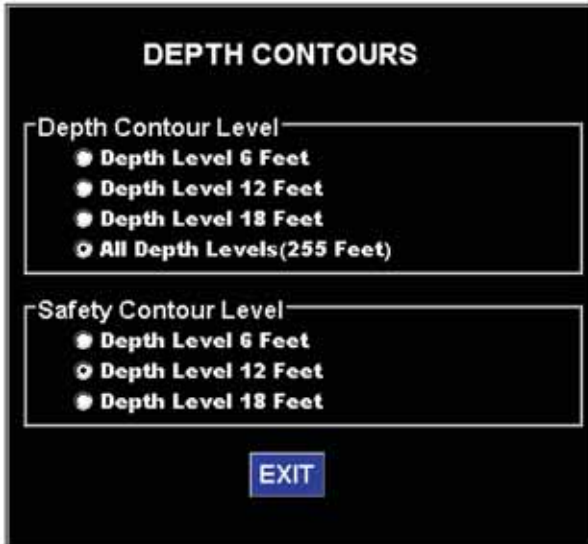 DEPTH CONTOURS
Depth Contour Level
Depth Level 6 Feet
Depth Level 12 Feet
Depth Level 18 Feet
All Depth Levels(255 Feet)
Safety Contour Level
Depth Level 6 Feet
Depth Level 12 Feet
Depth Level 18 Feet
EXIT